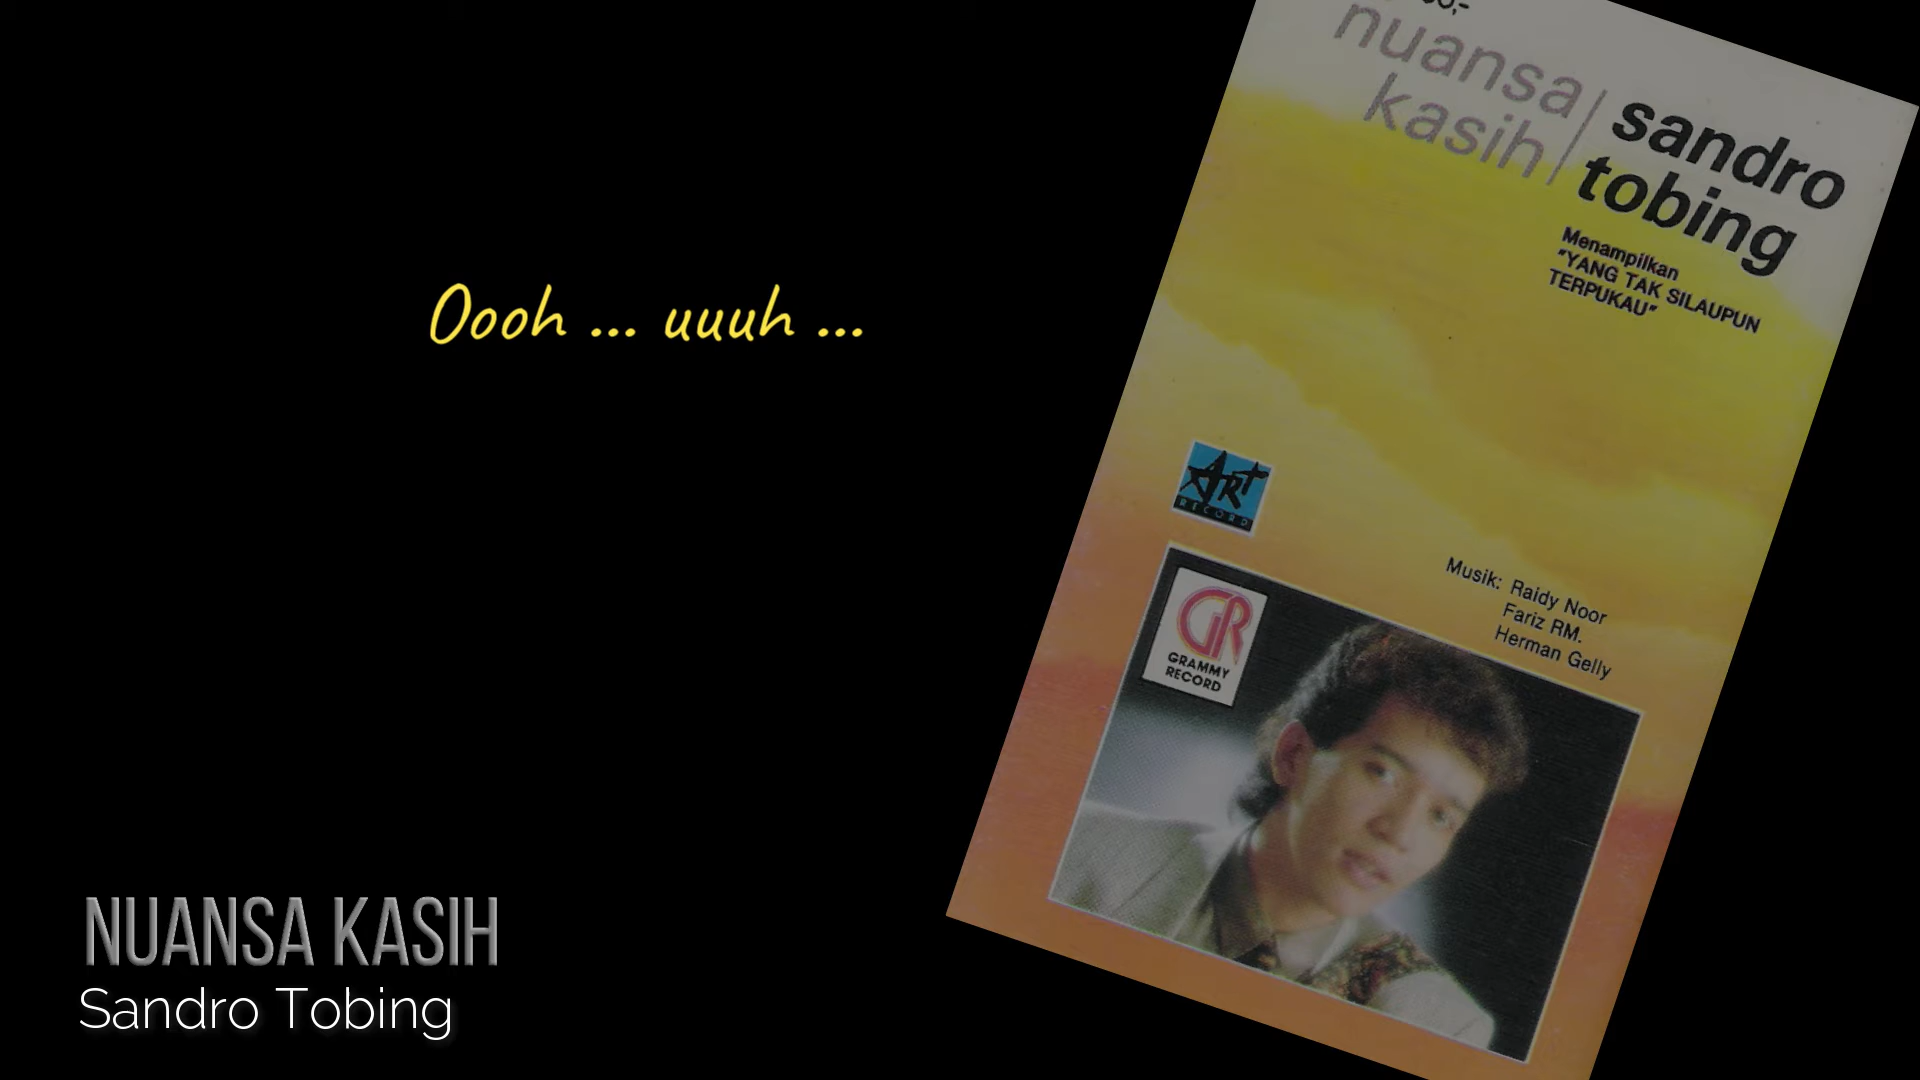 Oooh ... uuuh ...
NUANSA KASIH
Sandro Tobing
nuansa
kasih
sandro
tobing
Menampilkan
"YANG TAK SILAUPUN
TERPUKAU"
ART
RECORD
Musik: Raidy Noor
Fariz RM.
Herman Gelly
GR
GRAMMY
RECORD